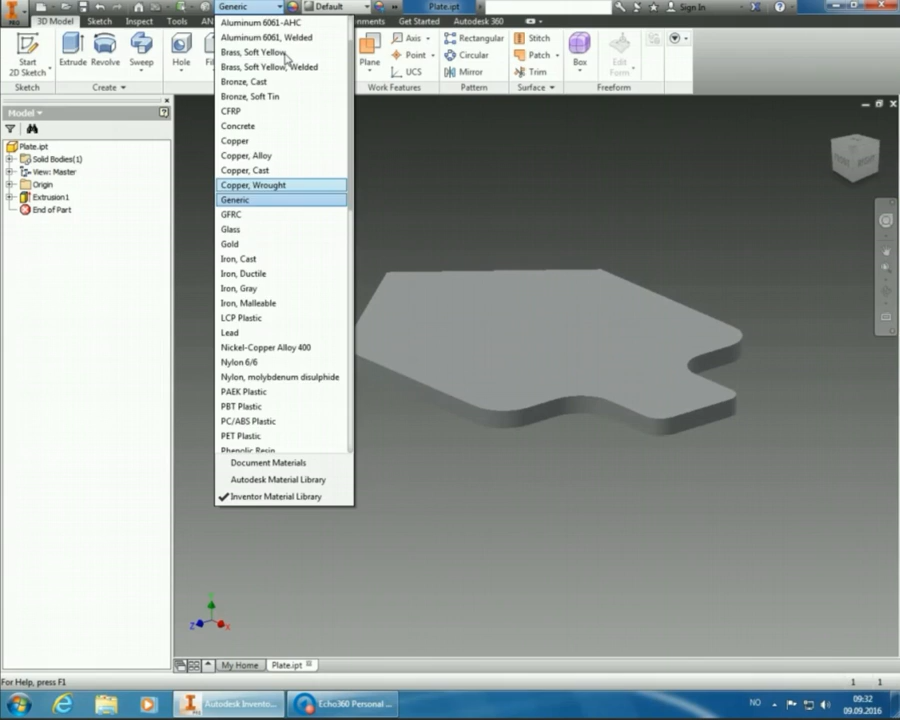 Generic
Default
Plate.ipt
Sign In
PRO
3D Model
Sketch
Inspect
Tools
nments
Get Started
Autodesk 360
Start
2D Sketch
Extrude
Revolve
Sweep
Hole
Plane
Axis
Point
UCS
Rectangular
Circular
Mirror
Stitch
Patch
Trim
Box
Edit
Form
Sketch
Create
Work Features
Pattern
Surface
Freeform
Model
Plate.ipt
Solid Bodies(1)
View: Master
Origin
Extrusion1
End of Part
Aluminum 6061-AHC
Aluminum 6061, Welded
Brass, Soft Yellow
Brass, Soft Yellow, Welded
Bronze, Cast
Bronze, Soft Tin
CFRP
Concrete
Copper
Copper, Alloy
Copper, Cast
Copper, Wrought
Generic
GFRC
Glass
Gold
Iron, Cast
Iron, Ductile
Iron, Gray
Iron, Malleable
LCP Plastic
Lead
Nickel-Copper Alloy 400
Nylon 6/6
Nylon, molybdenum disulphide
PAEK Plastic
PBT Plastic
PC/ABS Plastic
PET Plastic
Phenolic Resin
Document Materials
Autodesk Material Library
Inventor Material Library
Z
X
My Home
Plate.ipt
For Help, press F1
1
1
Autodesk Invento...
Echo360 Personal ...
NO
09:32
09.09.2016